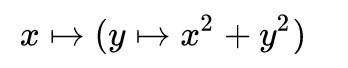 x ↦ (y ↦ x² + y²)